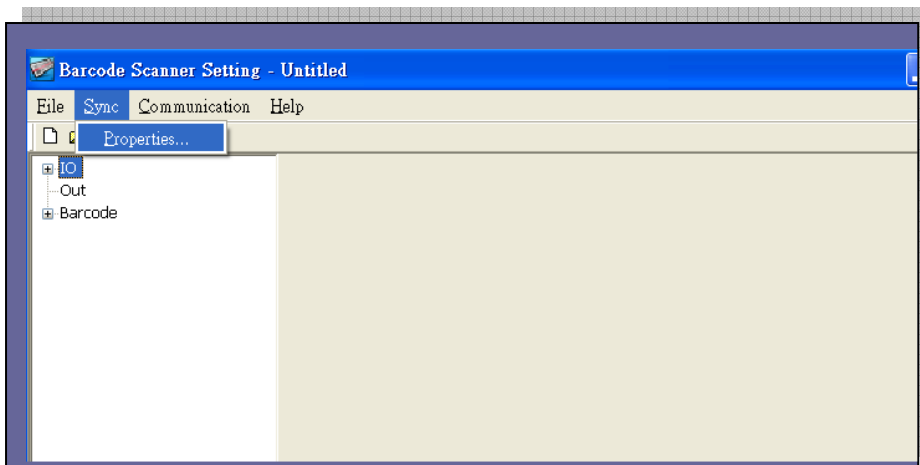 Barcode Scanner Setting - Untitled
File Sync Communication Help
Properties...
IO
Out
Barcode